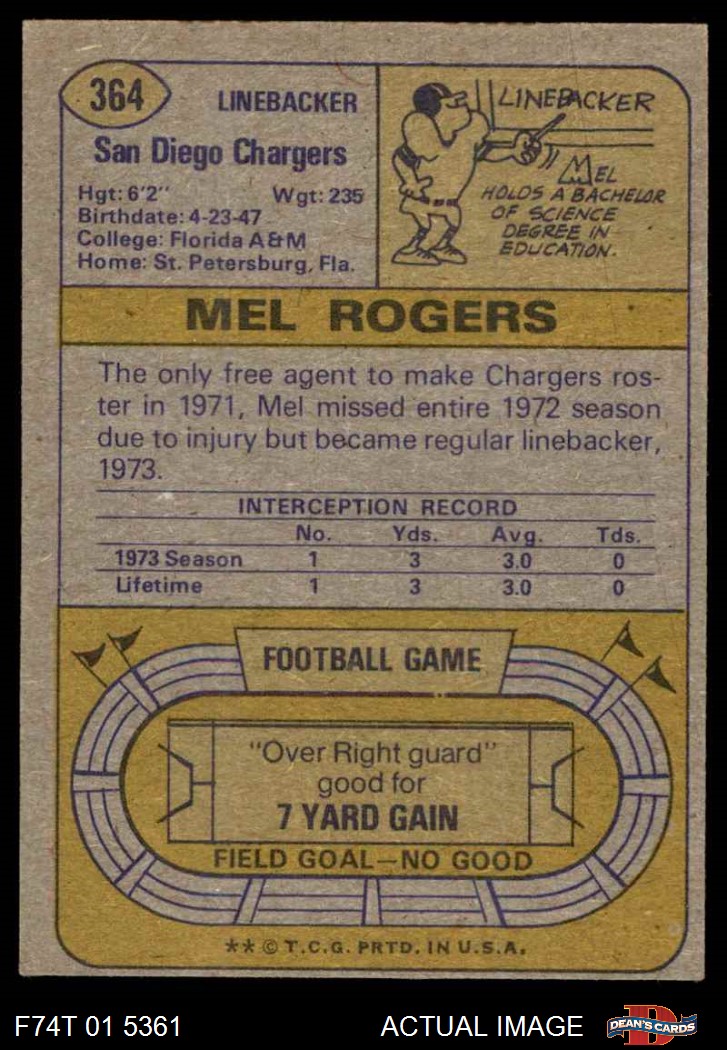 364
LINEBACKER
San Diego Chargers
Hgt: 6'2" Wgt: 235
Birthdate: 4-23-47
College: Florida A&M
Home: St. Petersburg, Fla.
LINEBACKER
MEL
HOLDS A BACHELOR
OF SCIENCE
DEGREE IN
EDUCATION.
MEL ROGERS
The only free agent to make Chargers ros-
ter in 1971, Mel missed entire 1972 season
due to injury but became regular linebacker,
1973.
INTERCEPTION RECORD
No. Yds. Avg. Tds.
1973 Season 1 3 3.0 0
Lifetime 1 3 3.0 0
FOOTBALL GAME
"Over Right guard"
good for
7 YARD GAIN
FIELD GOAL—NO GOOD
** © T.C.G. PRTD. IN U.S.A.
F74T 01 5361 ACTUAL IMAGE
D
DEAN'S CARDS